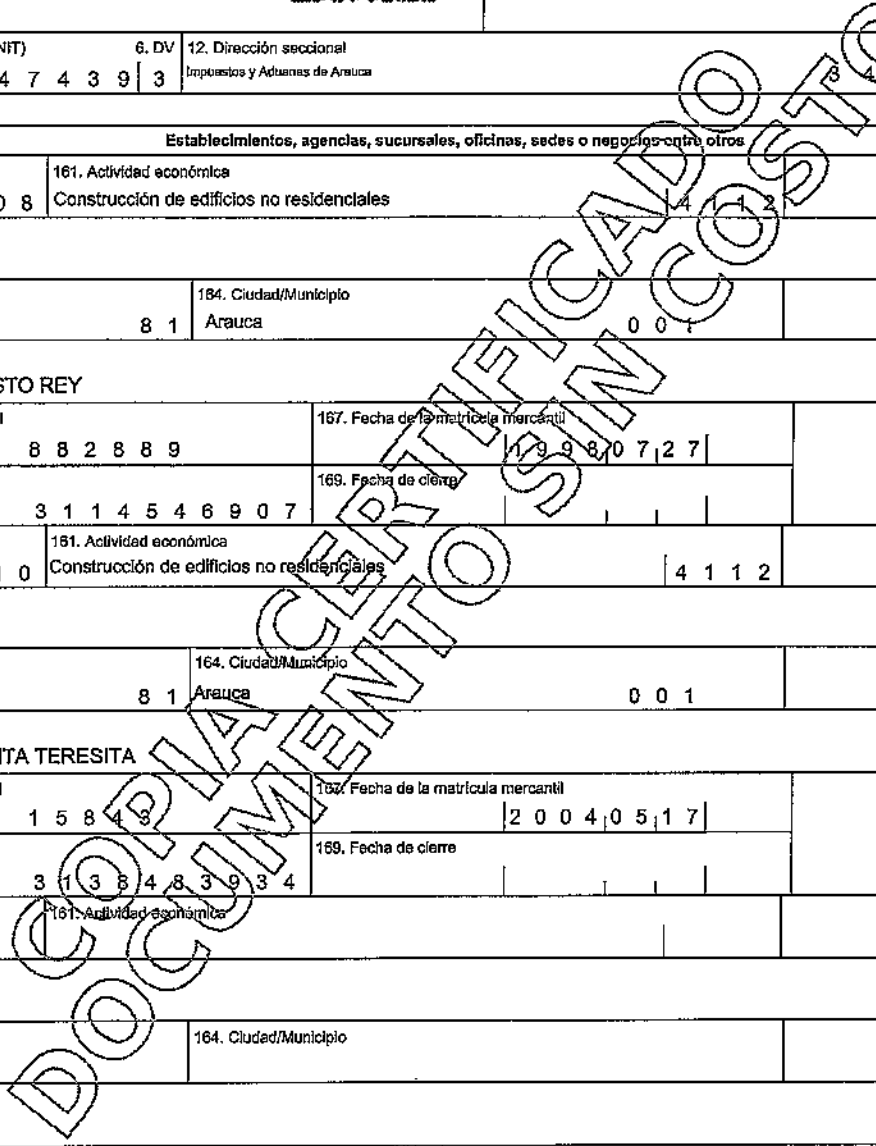 NIT) 6. DV 12. Dirección seccional
4 7 4 3 9 3 Impuestos y Aduanas de Arauca 3 4
Establecimientos, agencias, sucursales, oficinas, sedes o negocios entre otros
161. Actividad económica
0 8 Construcción de edificios no residenciales 4 1 1 2
164. Ciudad/Municipio
8 1 Arauca 0 0 1
STO REY
167. Fecha de la matrícula mercantil
8 8 2 8 8 9 1 9 9 8 0 7 2 7
169. Fecha de cierre
3 1 1 4 5 4 6 9 0 7
161. Actividad económica
0 Construcción de edificios no residenciales 4 1 1 2
164. Ciudad/Municipio
8 1 Arauca 0 0 1
ITA TERESITA
167. Fecha de la matrícula mercantil
1 5 8 4 3 2 0 0 4 0 5 1 7
169. Fecha de cierre
3 1 3 8 4 8 3 9 3 4
161. Actividad económica
164. Ciudad/Municipio
COPIA CERTIFICADO
DOCUMENTO SIN COSTO